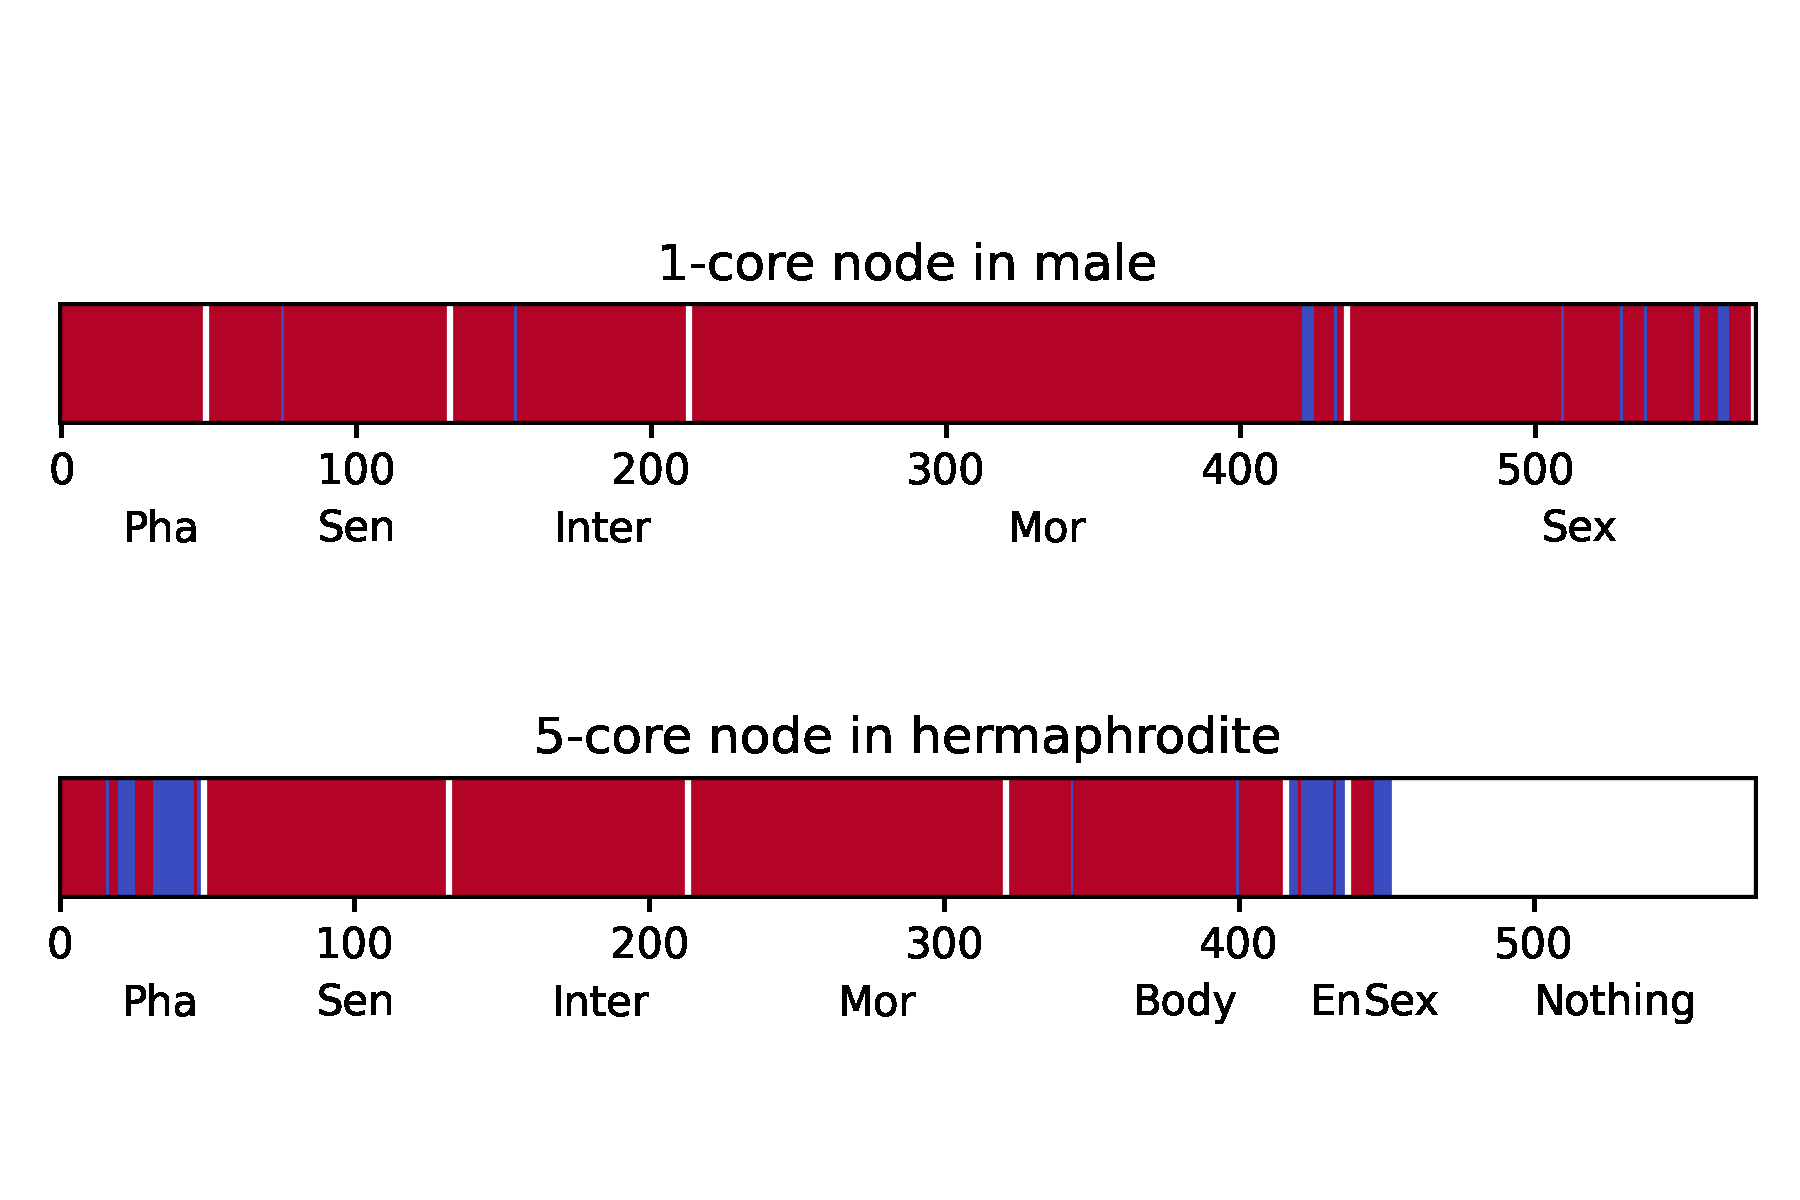 1-core node in male
0 100 200 300 400 500
Pha Sen Inter Mor Sex
5-core node in hermaphrodite
0 100 200 300 400 500
Pha Sen Inter Mor Body EnSex Nothing